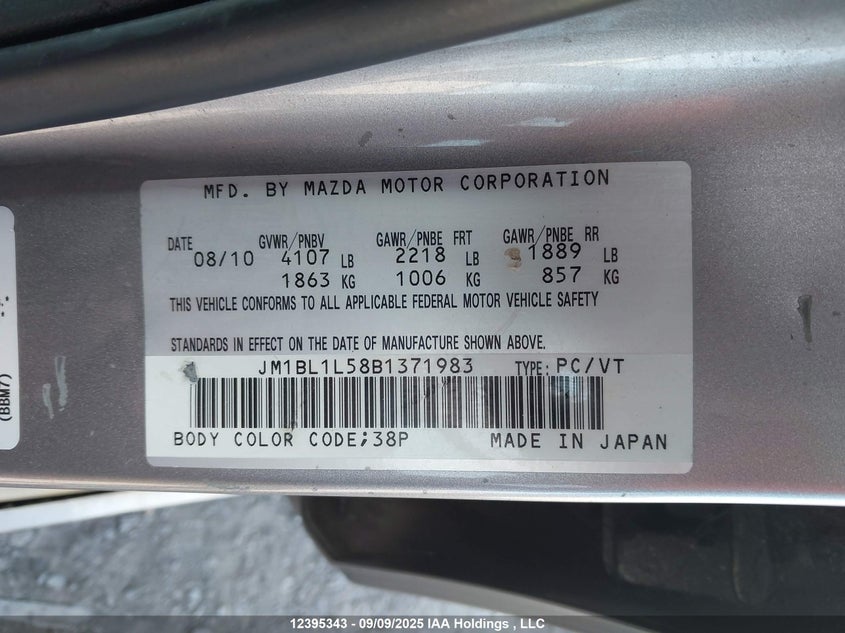 MFD. BY MAZDA MOTOR CORPORATION
DATE 08/10 GVWR/PNBV 4107 LB 1863 KG
GAWR/PNBE FRT 2218 LB 1006 KG
GAWR/PNBE RR 1889 LB 857 KG
THIS VEHICLE CONFORMS TO ALL APPLICABLE FEDERAL MOTOR VEHICLE SAFETY
STANDARDS IN EFFECT ON THE DATE OF MANUFACTURE SHOWN ABOVE.
JM1BL1L58B1371983 TYPE: PC/VT
BODY COLOR CODE;38P MADE IN JAPAN
(BBM7)
12395343 - 09/09/2025 IAA Holdings , LLC